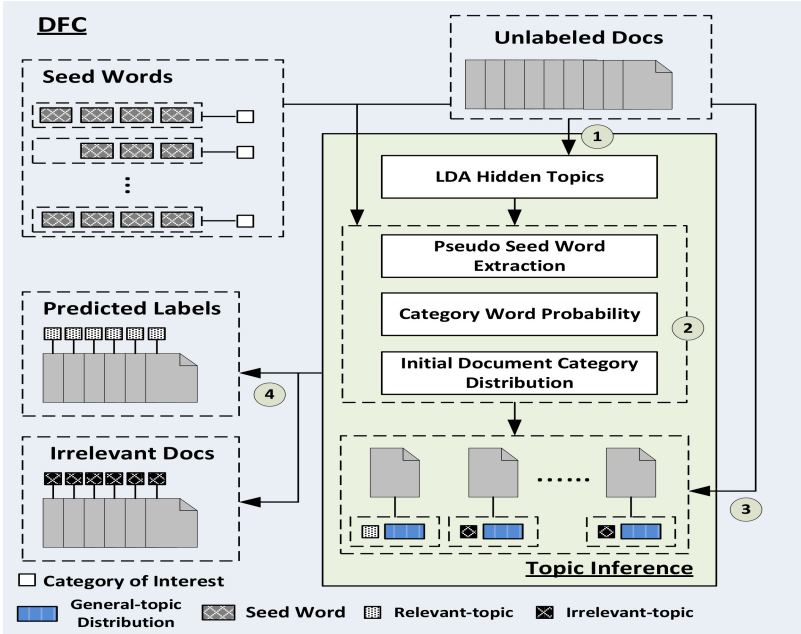 DFC
Unlabeled Docs
Seed Words
1
LDA Hidden Topics
Pseudo Seed Word
Extraction
Category Word Probability
2
Initial Document Category
Distribution
Predicted Labels
4
Irrelevant Docs
3
Topic Inference
Category of Interest
General-topic
Distribution
Seed Word
Relevant-topic
Irrelevant-topic